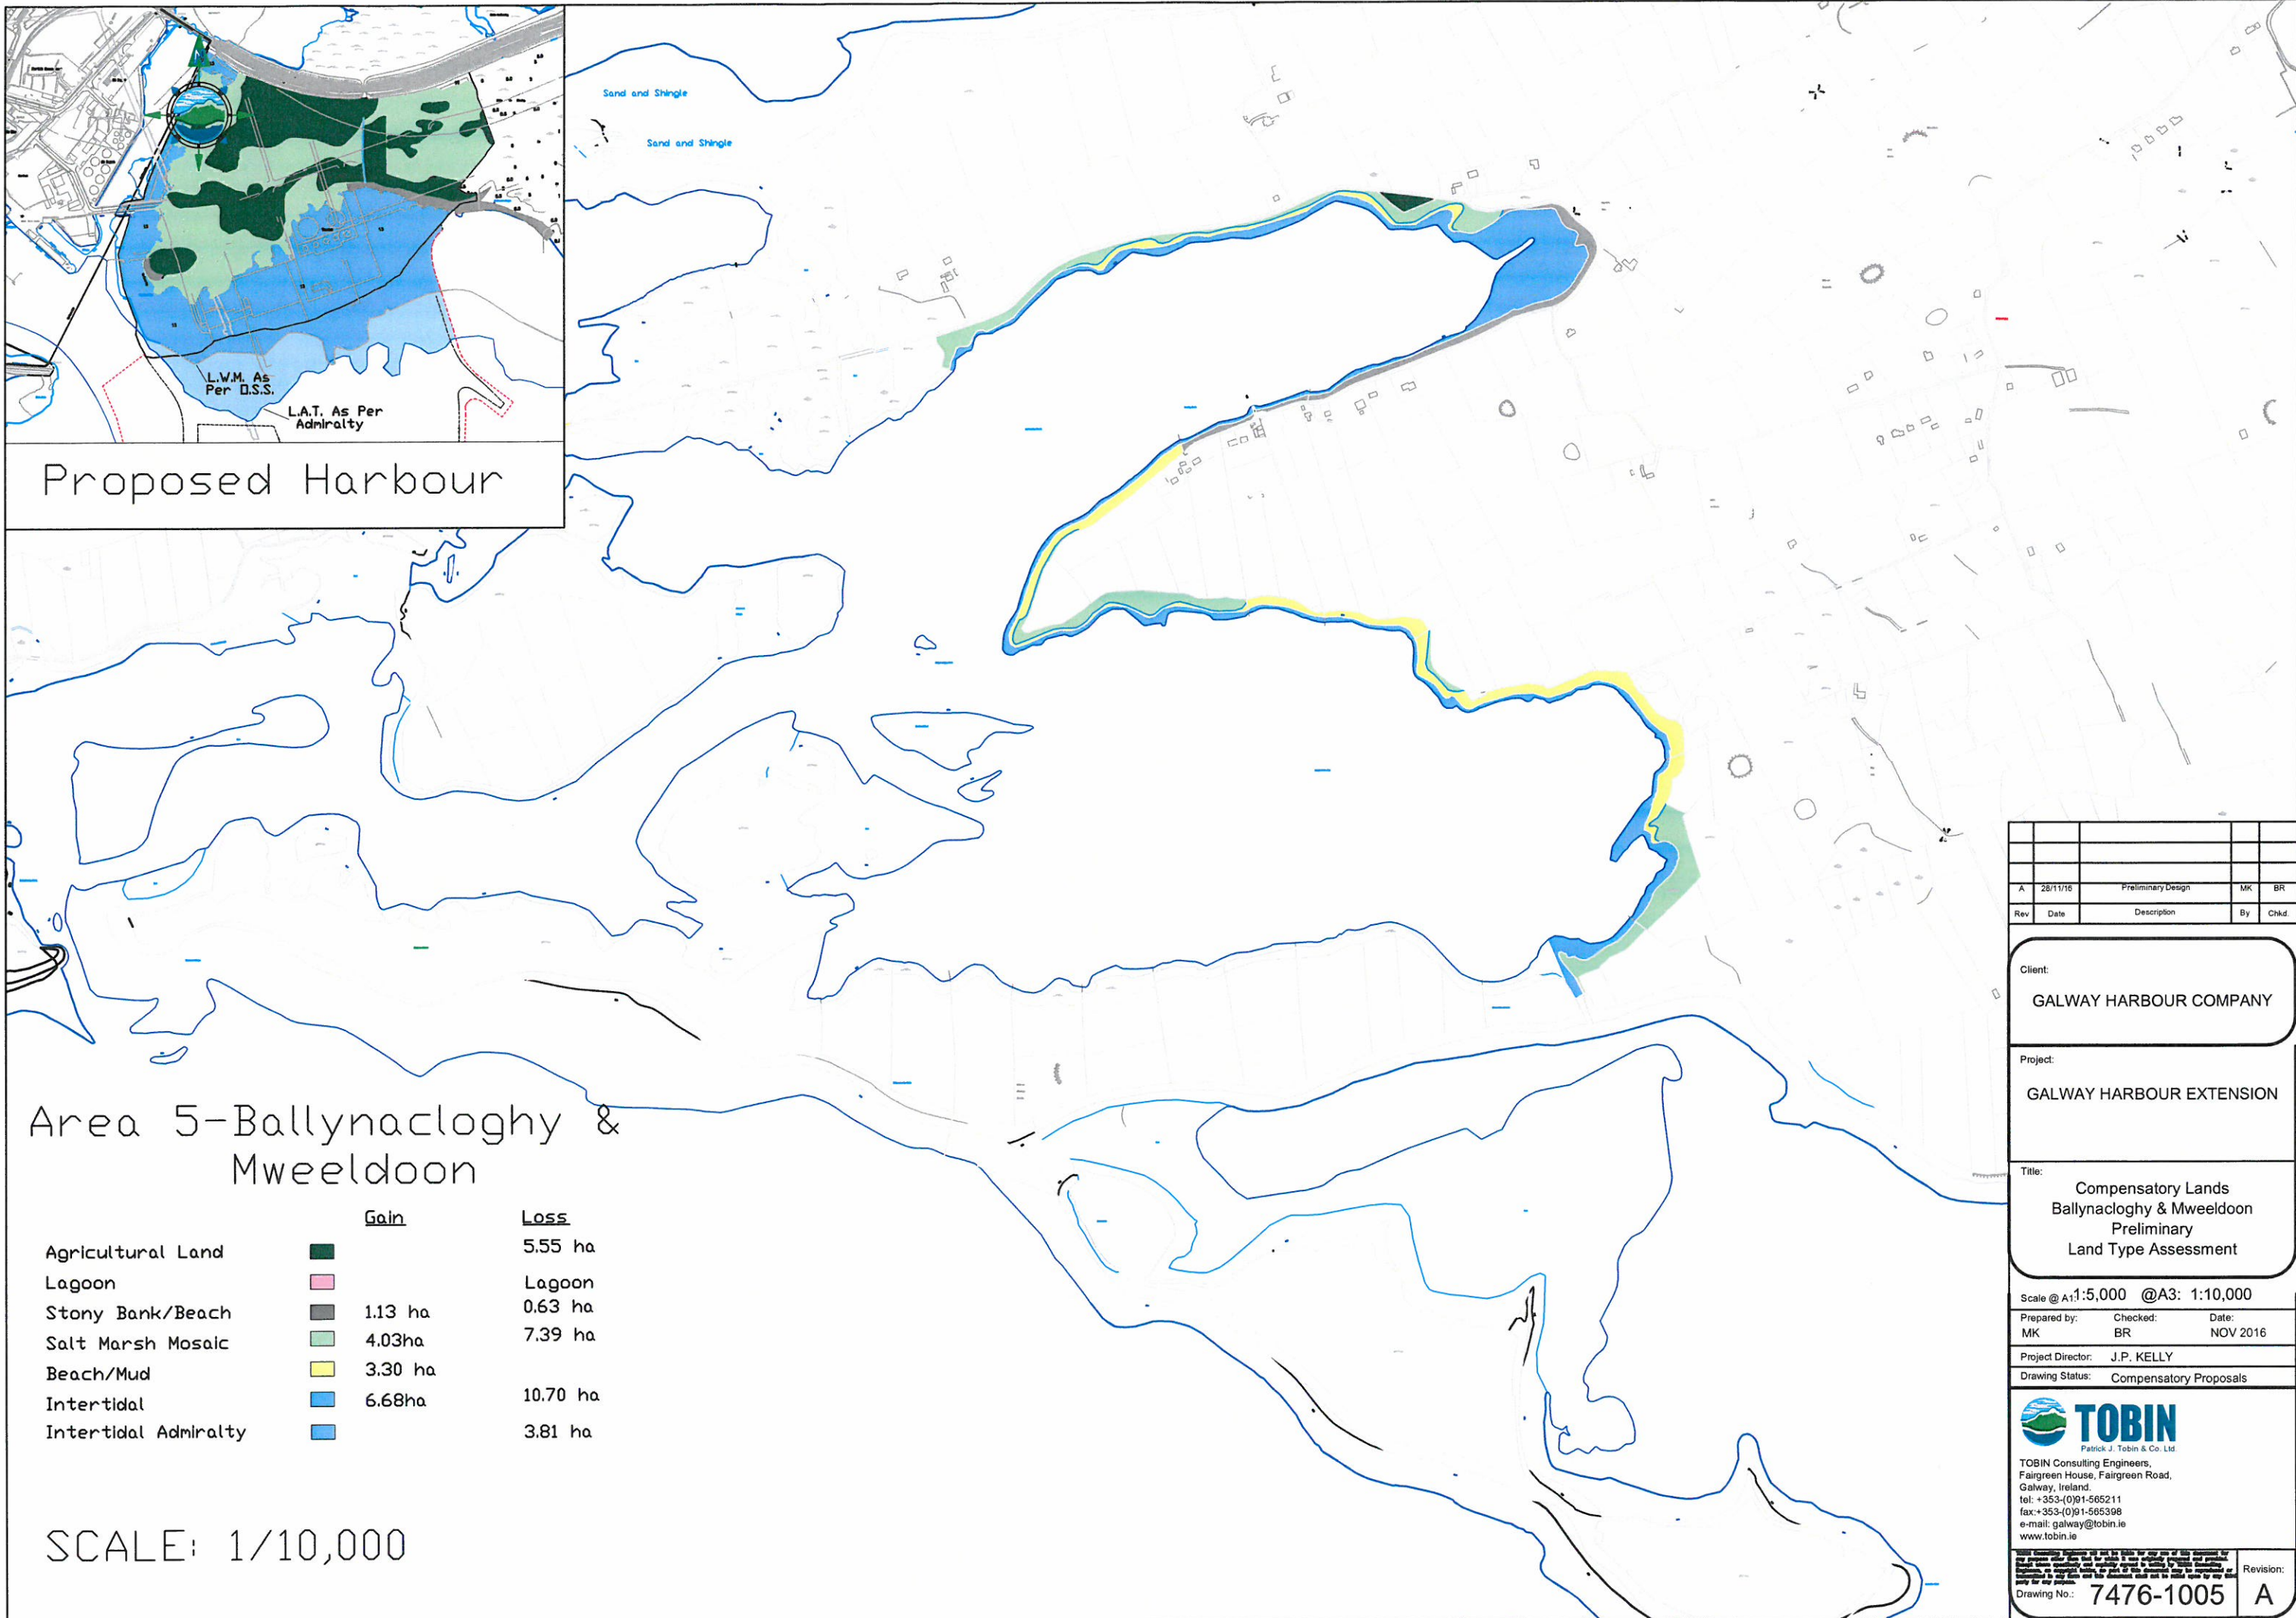 L.W.M. As
Per O.S.S.
L.A.T. As Per
Admiralty
Proposed Harbour
Sand and Shingle
Sand and Shingle
Area 5-Ballynacloghy &
Mweeldoon
Gain Loss
Agricultural Land 5.55 ha
Lagoon Lagoon
Stony Bank/Beach 1.13 ha 0.63 ha
Salt Marsh Mosaic 4.03ha 7.39 ha
Beach/Mud 3.30 ha
Intertidal 6.68ha 10.70 ha
Intertidal Admiralty 3.81 ha
SCALE: 1/10,000
A 28/11/16 Preliminary Design MK BR
Rev Date Description By Chkd.
Client:
GALWAY HARBOUR COMPANY
Project:
GALWAY HARBOUR EXTENSION
Title:
Compensatory Lands
Ballynacloghy & Mweeldoon
Preliminary
Land Type Assessment
Scale @ A1: 1:5,000 @A3: 1:10,000
Prepared by: Checked: Date:
MK BR NOV 2016
Project Director: J.P. KELLY
Drawing Status: Compensatory Proposals
TOBIN
Patrick J. Tobin & Co. Ltd.
TOBIN Consulting Engineers,
Fairgreen House, Fairgreen Road,
Galway, Ireland.
tel: +353-(0)91-565211
fax:+353-(0)91-565398
e-mail: galway@tobin.ie
www.tobin.ie
Drawing No.: 7476-1005
Revision:
A